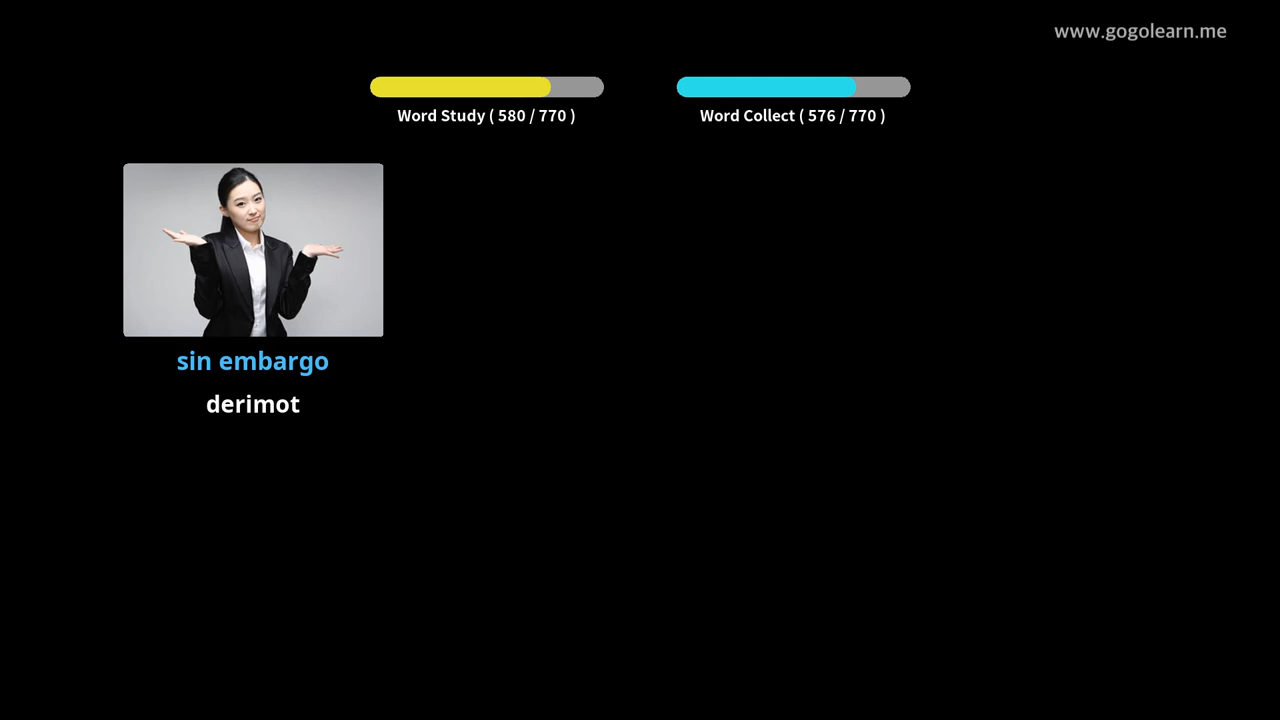 www.gogolearn.me
Word Study ( 580 / 770 )
Word Collect ( 576 / 770 )
sin embargo
derimot